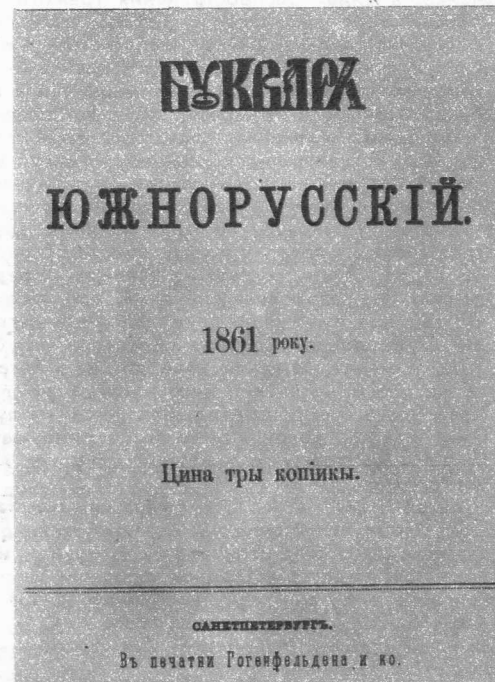 БУКВАРЬ
ЮЖНОРУССКІЙ.
1861 року.
Цина тры копійкы.
САНКТПЕТЕРБУРГЪ.
Въ печатни Гогенфельдена и ко.